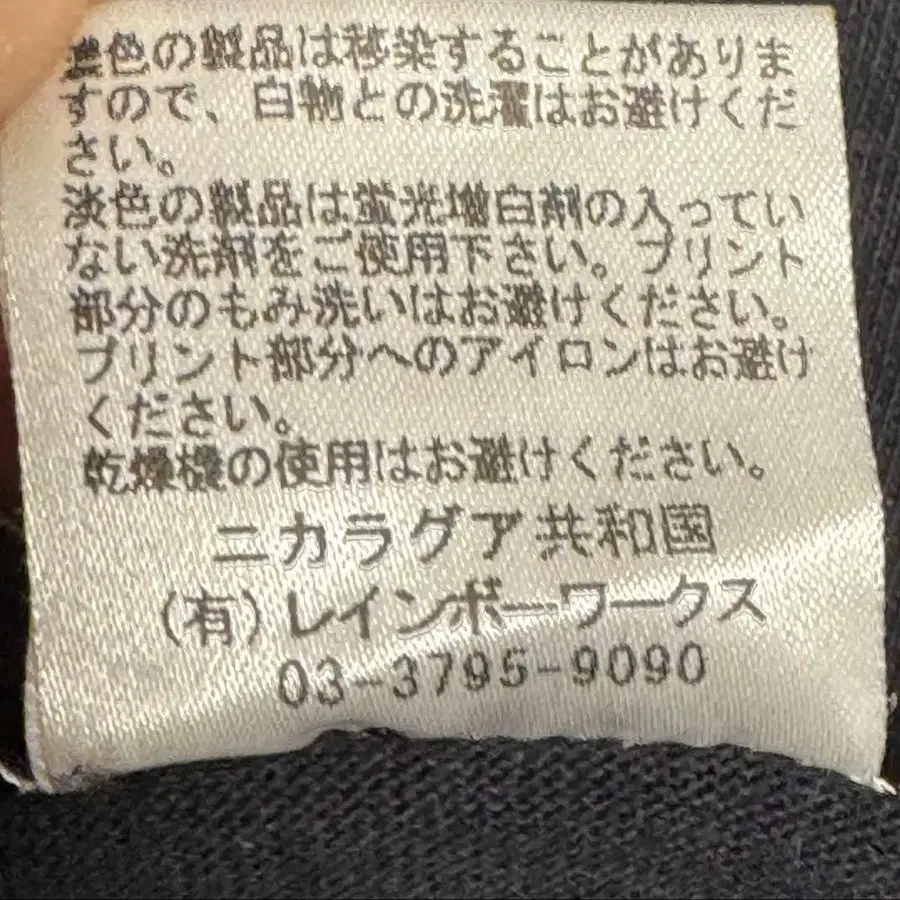 濃色の製品は移染することがありま
すので、白物との洗濯はお避けくだ
さい。
淡色の製品は蛍光増白剤の入ってい
ない洗剤をご使用下さい。プリント
部分のもみ洗いはお避けください。
プリント部分へのアイロンはお避け
ください。
乾燥機の使用はお避けください。
ニカラグア共和国
(有)レインボーワークス
03-3795-9090